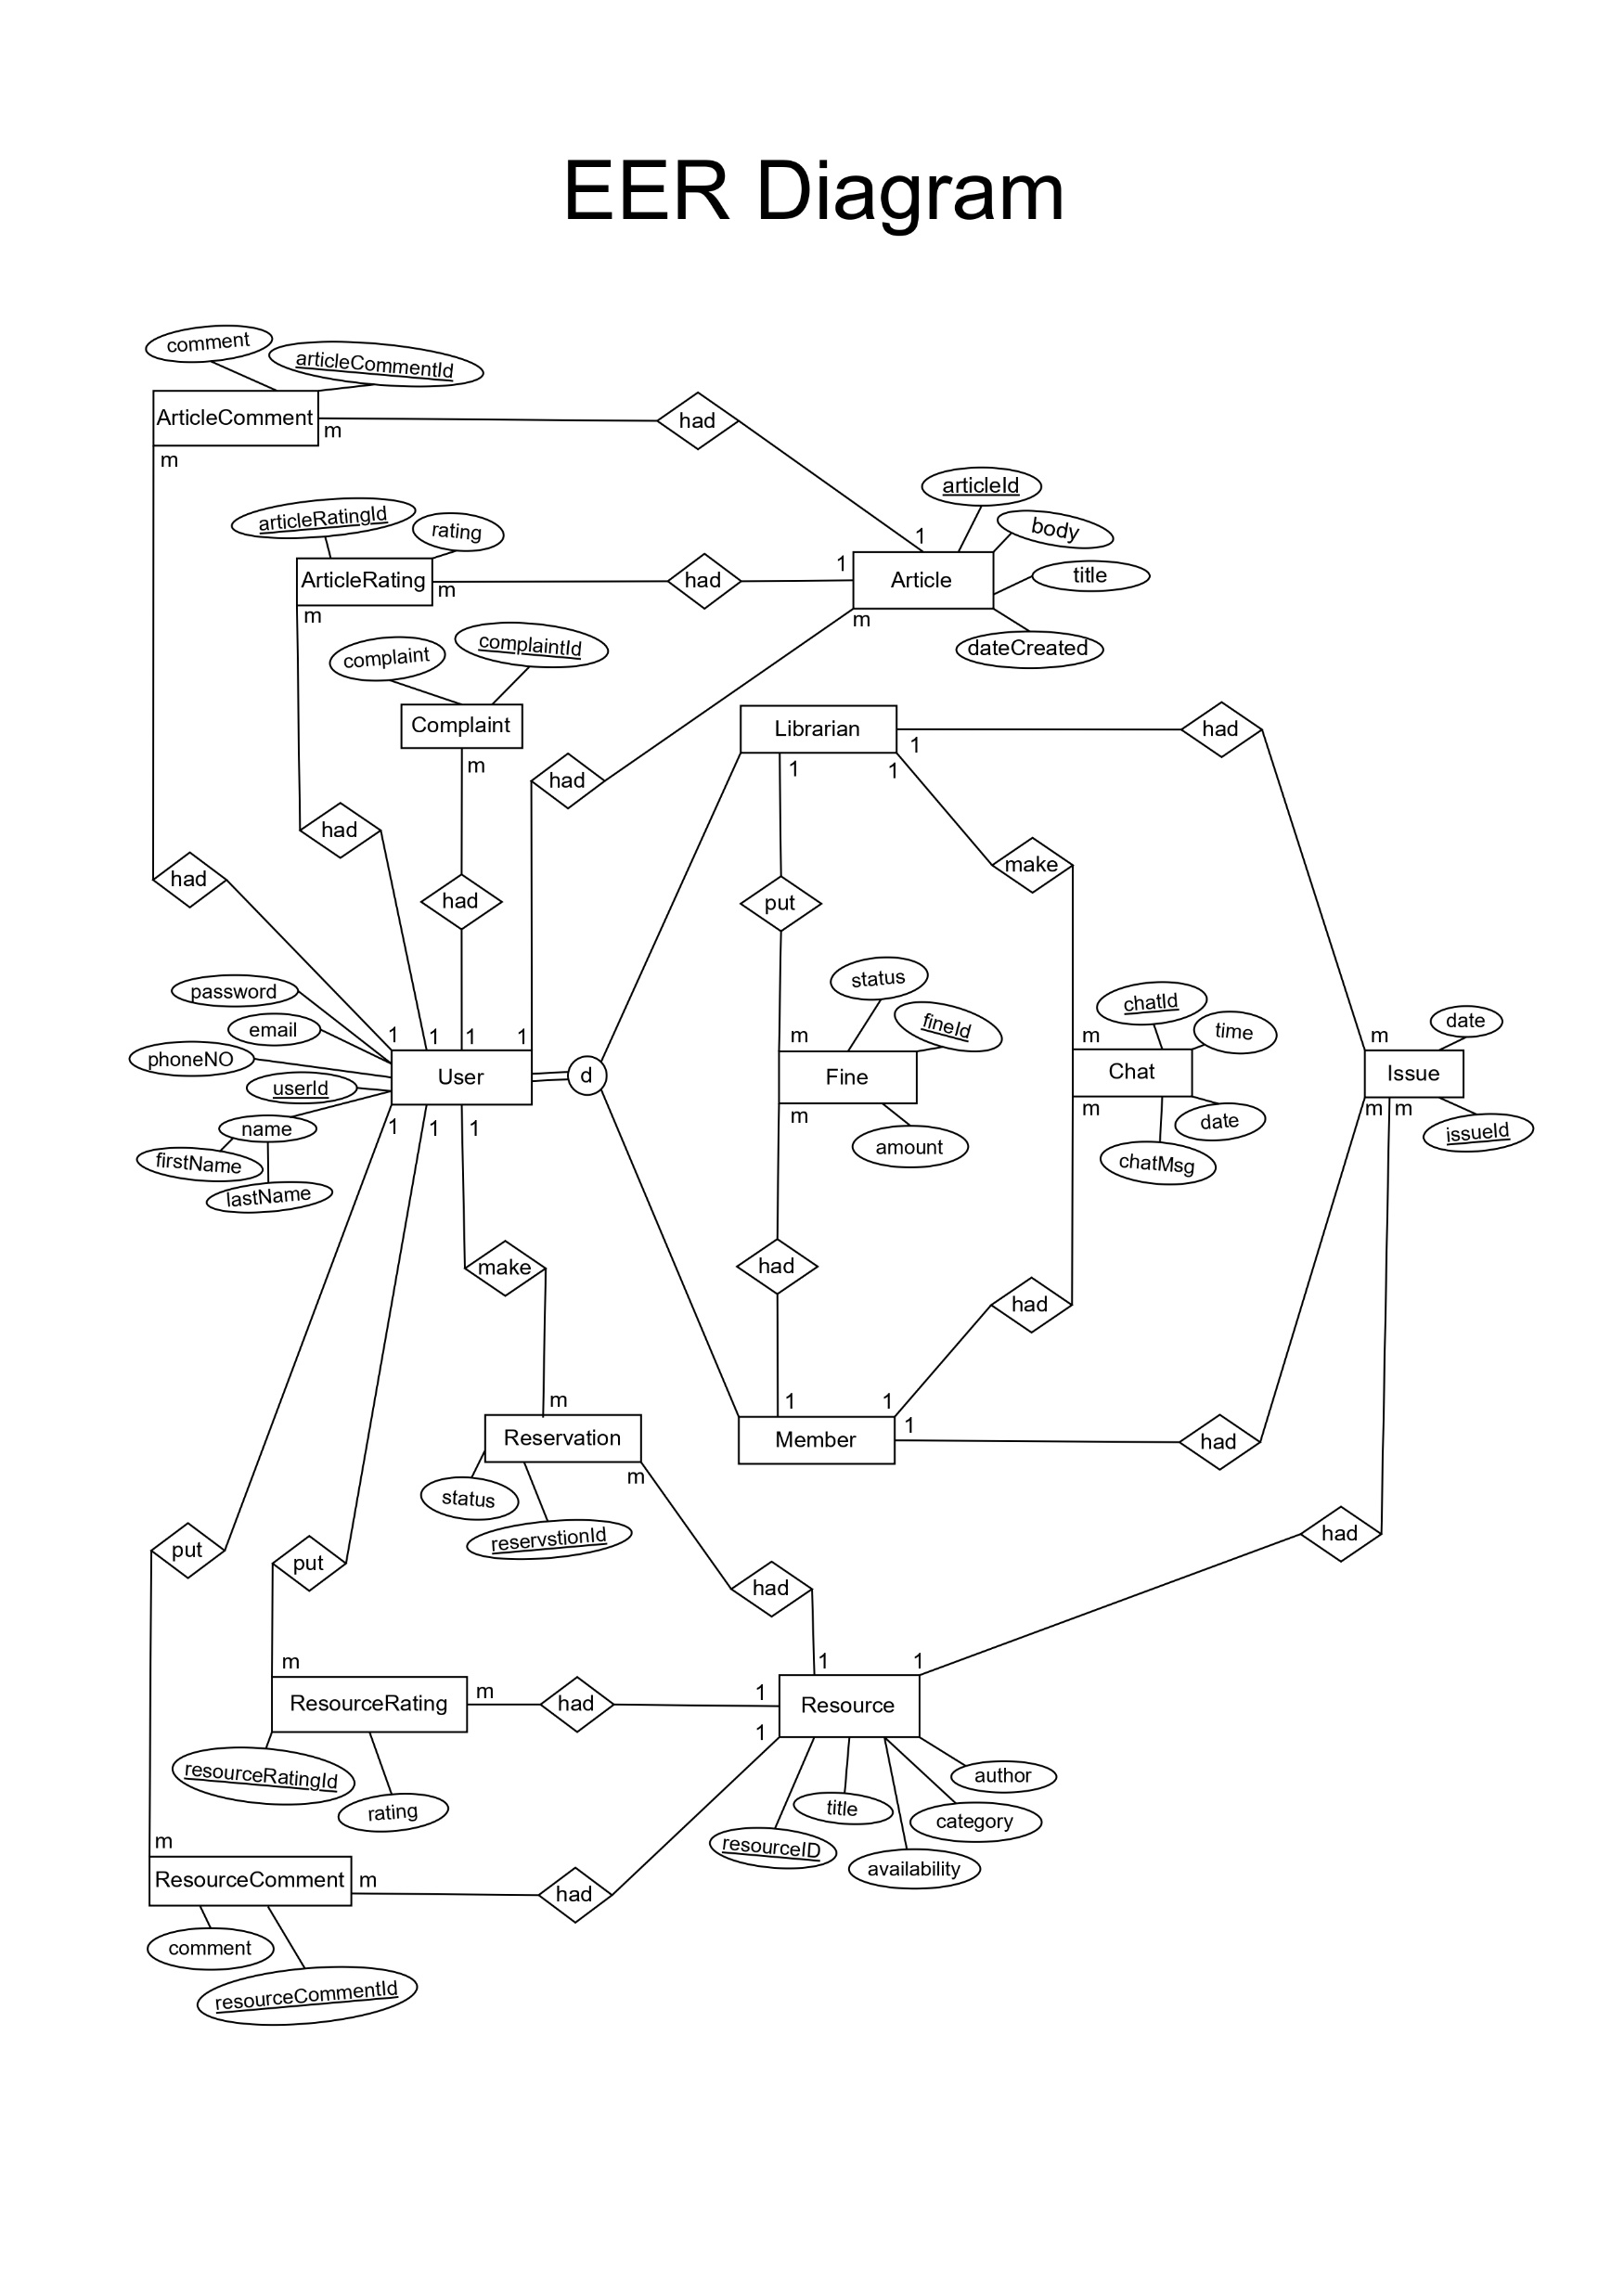 EER Diagram
comment
articleCommentId
ArticleComment
m
m
had
articleId
body
title
dateCreated
1
1
Article
m
articleRatingId
rating
ArticleRating
m
m
had
complaint
complaintId
Complaint
m
had
Librarian
1
1
1
had
had
had
had
make
put
password
email
phoneNO
userId
name
firstName
lastName
1
1
1
1
User
1
1
1
d
status
fineId
m
Fine
m
amount
chatId
time
m
Chat
m
date
chatMsg
date
m
Issue
m
m
issueId
make
had
had
m
Reservation
m
status
reservstionId
1
1
1
Member
had
put
put
had
had
m
ResourceRating
m
had
resourceRatingId
rating
1
1
1
1
Resource
author
title
category
resourceID
availability
m
ResourceComment
m
had
comment
resourceCommentId